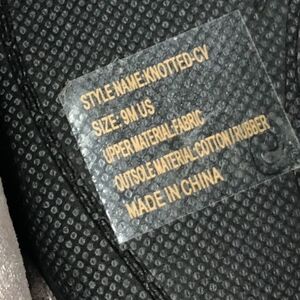 STYLE NAME:KNOTTED-CV
SIZE: 9M US
UPPER MATERIAL:FABRIC
OUTSOLE MATERIAL:COTTON/RUBBER
MADE IN CHINA